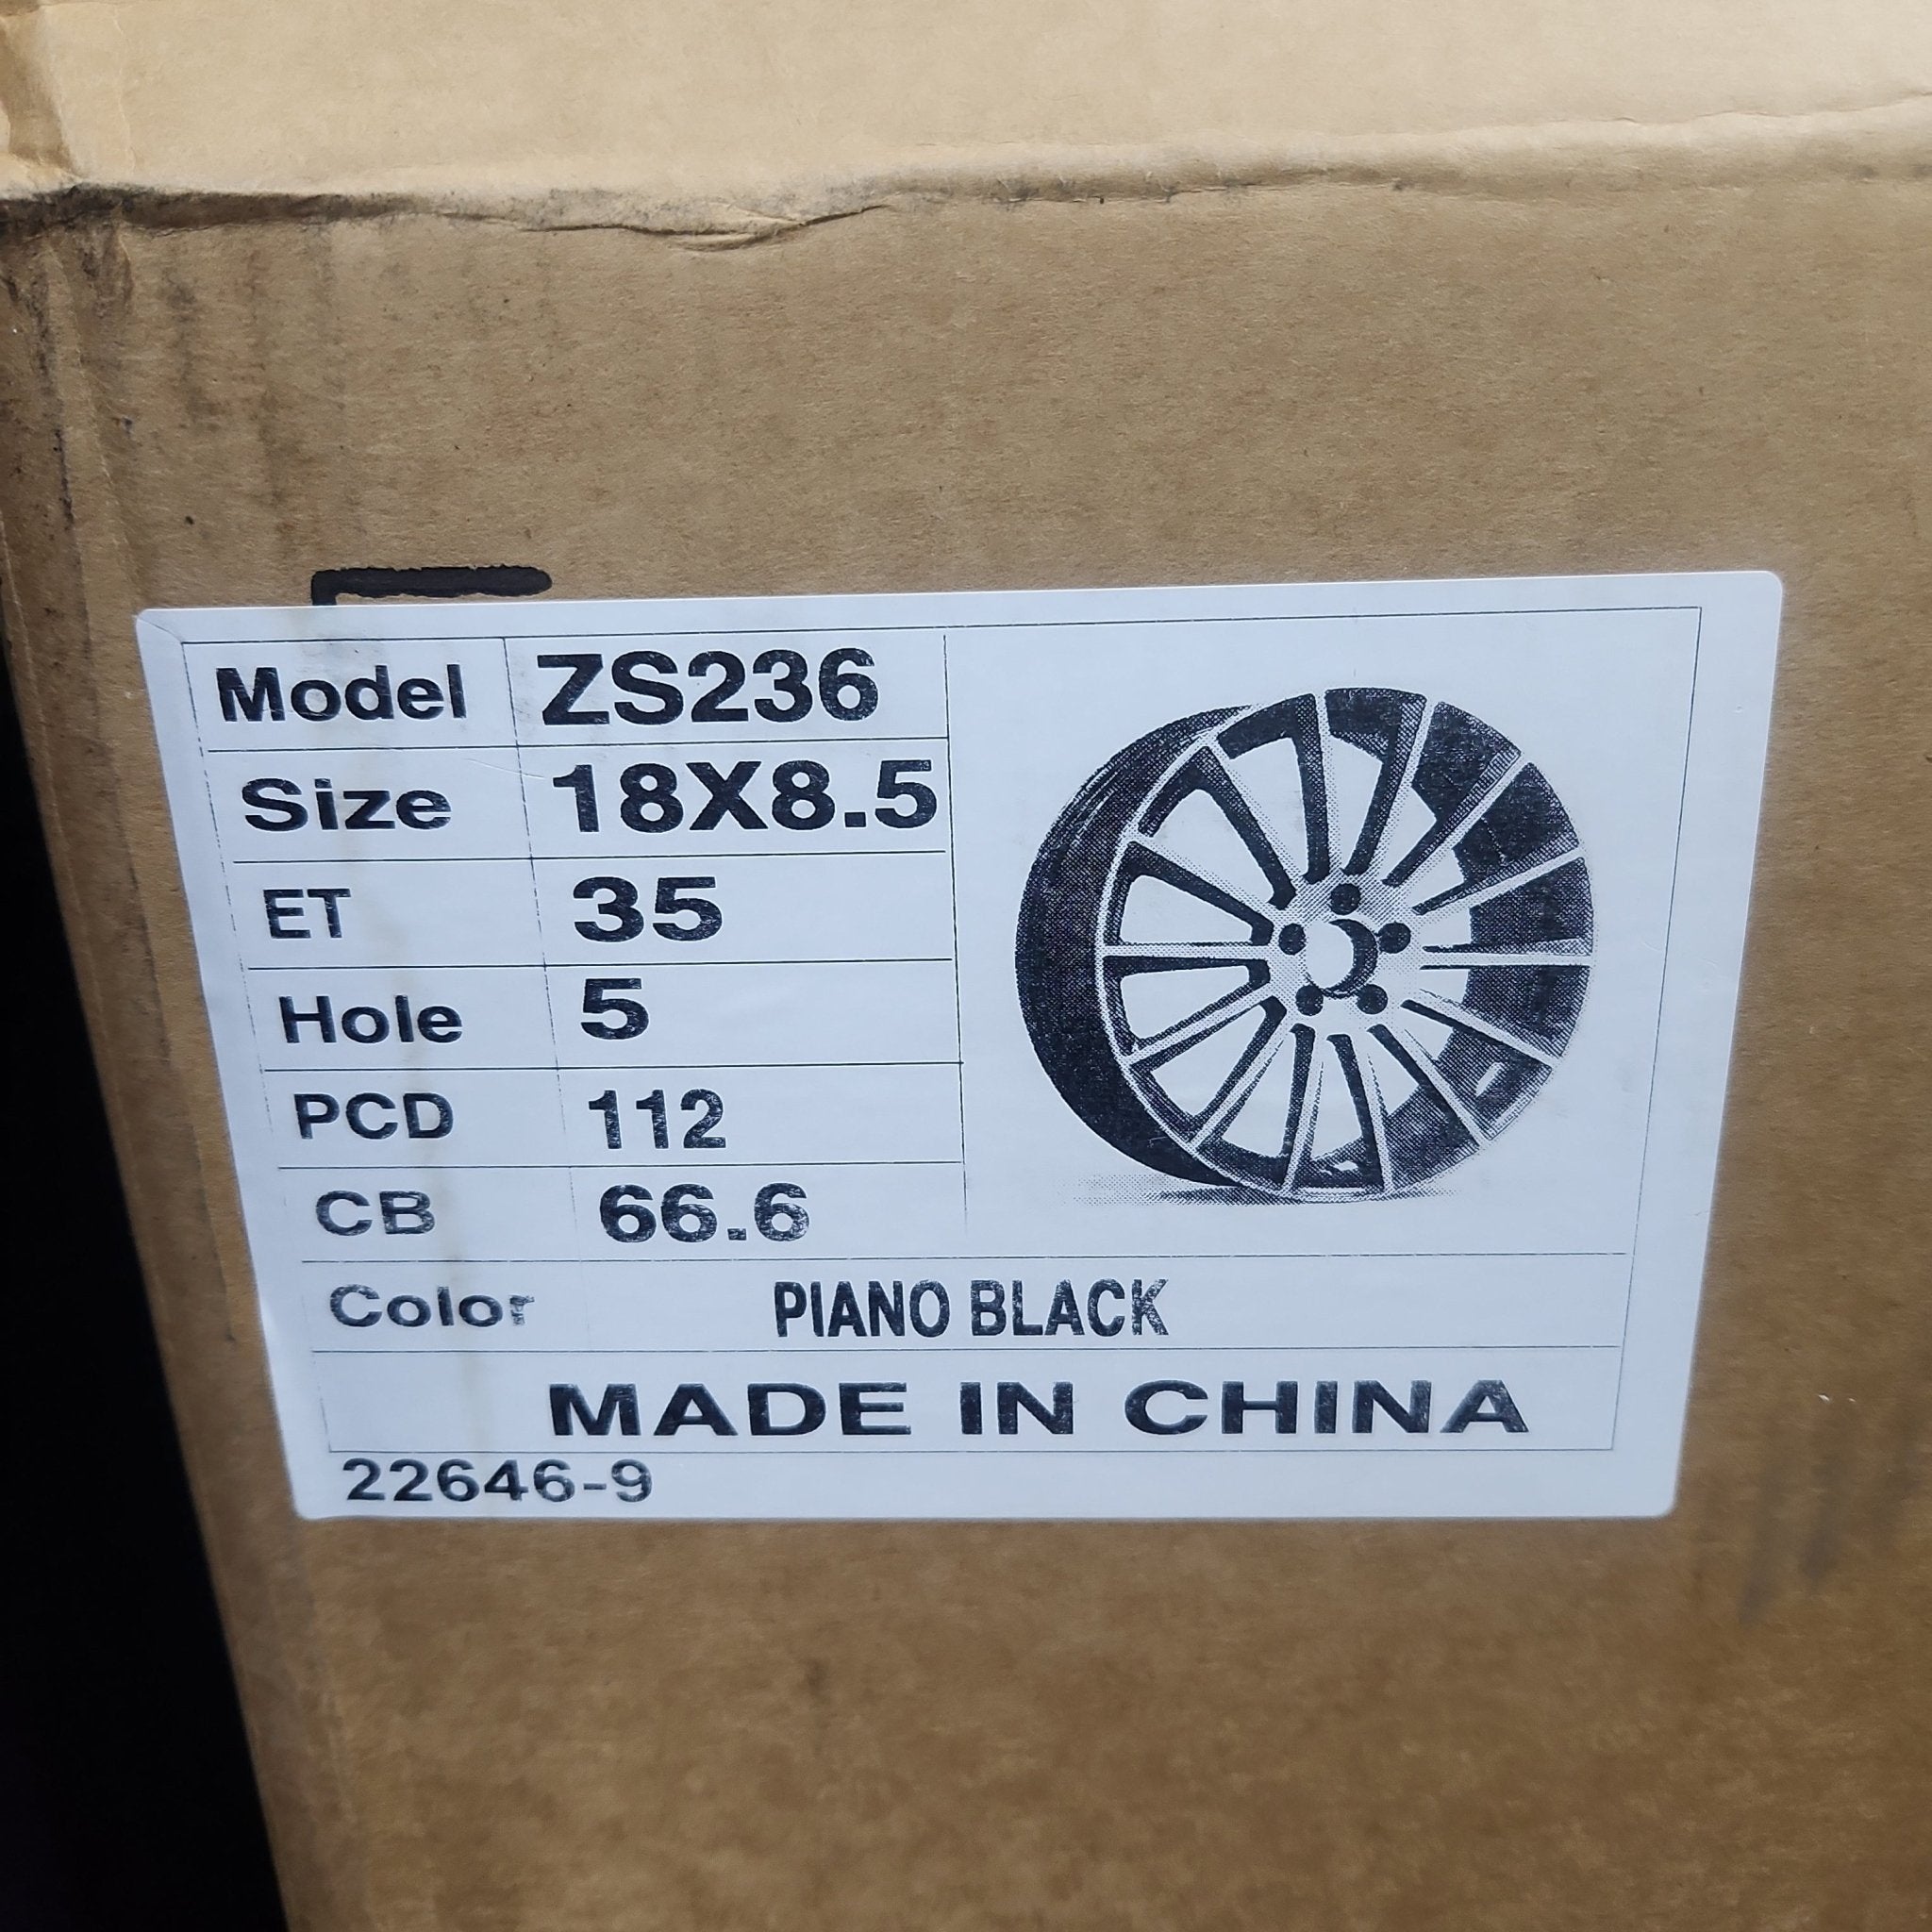 Model ZS236
Size 18X8.5
ET 35
Hole 5
PCD 112
CB 66.6
Color PIANO BLACK
MADE IN CHINA
22646-9